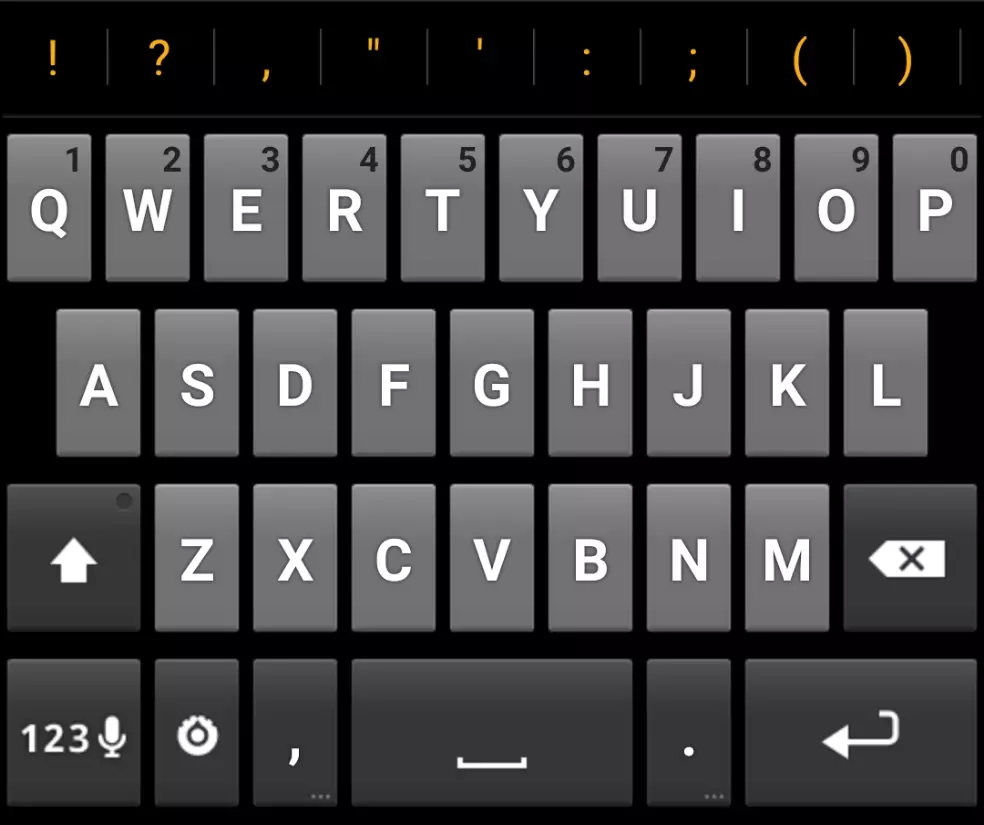 ! ? , " ' : ; ( )
1 2 3 4 5 6 7 8 9 0
Q W E R T Y U I O P
A S D F G H J K L
Z X C V B N M
123 , . 
... ...